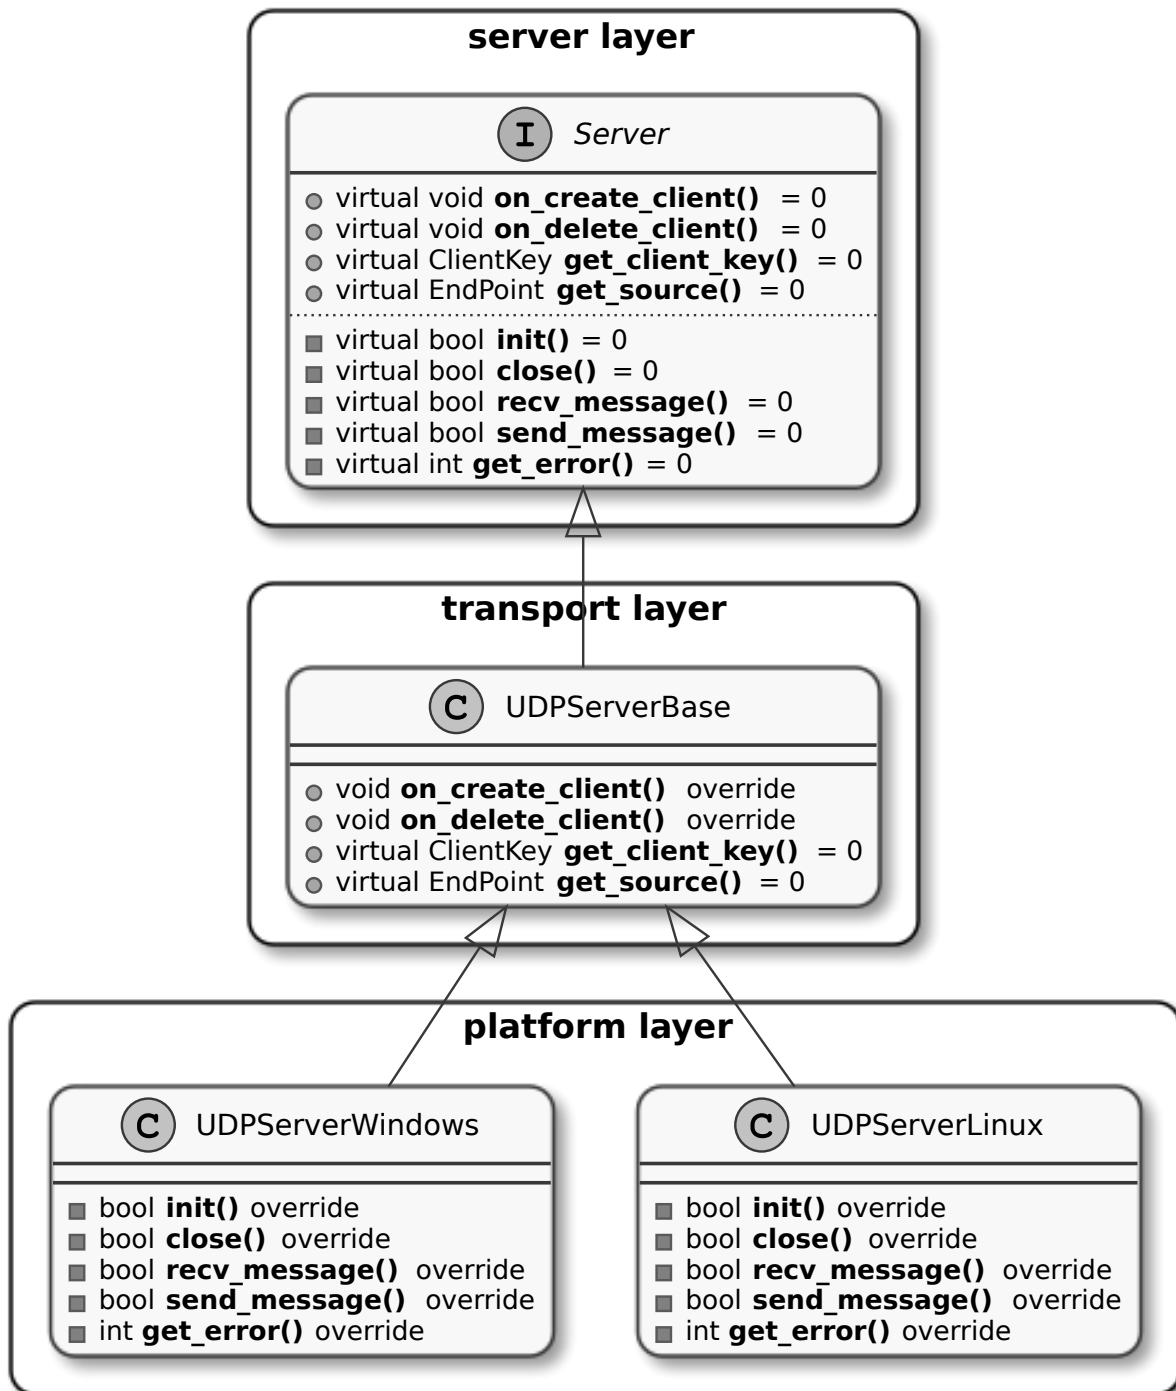 server layer
I Server
virtual void on_create_client() = 0
virtual void on_delete_client() = 0
virtual ClientKey get_client_key() = 0
virtual EndPoint get_source() = 0
virtual bool init() = 0
virtual bool close() = 0
virtual bool recv_message() = 0
virtual bool send_message() = 0
virtual int get_error() = 0
transport layer
C UDPServerBase
void on_create_client() override
void on_delete_client() override
virtual ClientKey get_client_key() = 0
virtual EndPoint get_source() = 0
platform layer
C UDPServerWindows
bool init() override
bool close() override
bool recv_message() override
bool send_message() override
int get_error() override
C UDPServerLinux
bool init() override
bool close() override
bool recv_message() override
bool send_message() override
int get_error() override